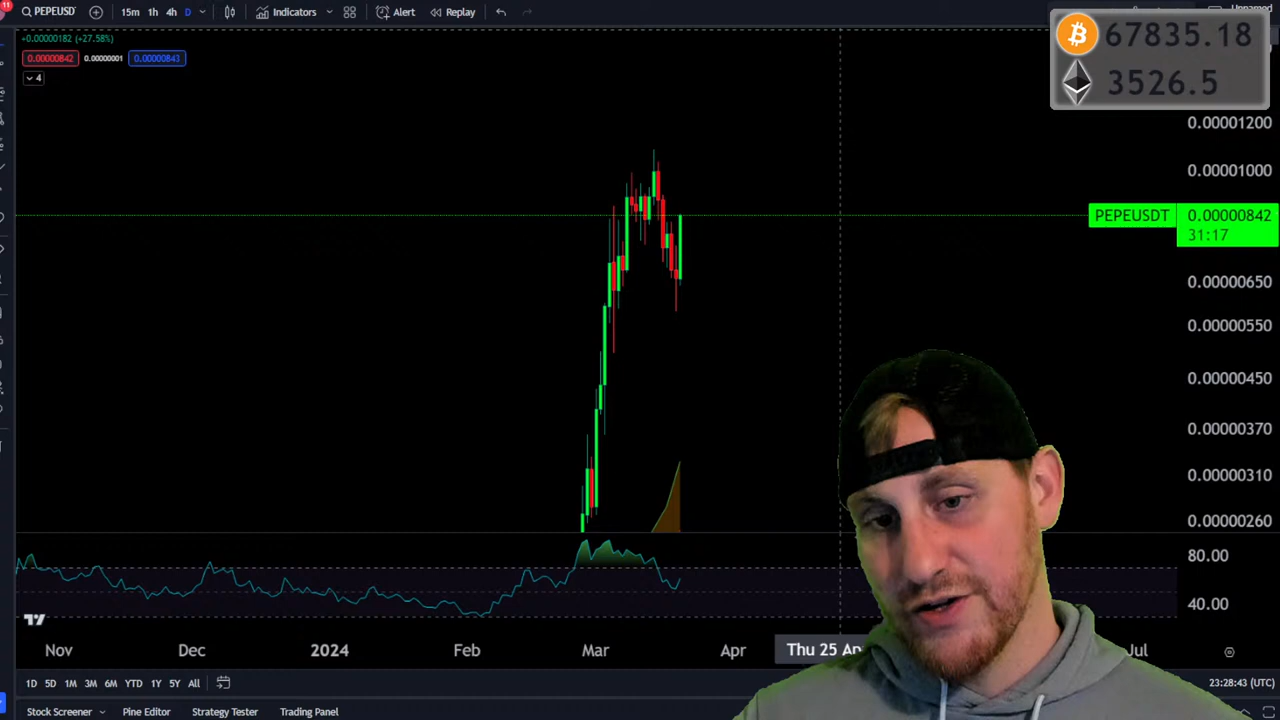 11
PEPEUSD
15m 1h 4h D
Indicators
Alert
Replay
+0.00000182 (+27.58%)
0.00000842 0.00000001 0.00000843
4
67835.18
3526.5
0.00001200
0.00001000
PEPEUSDT 0.00000842
31:17
0.00000650
0.00000550
0.00000450
0.00000370
0.00000310
0.00000260
80.00
40.00
Nov Dec 2024 Feb Mar Apr Thu 25 Ap Jul
1D 5D 1M 3M 6M YTD 1Y 5Y All
23:28:43 (UTC)
Stock Screener Pine Editor Strategy Tester Trading Panel